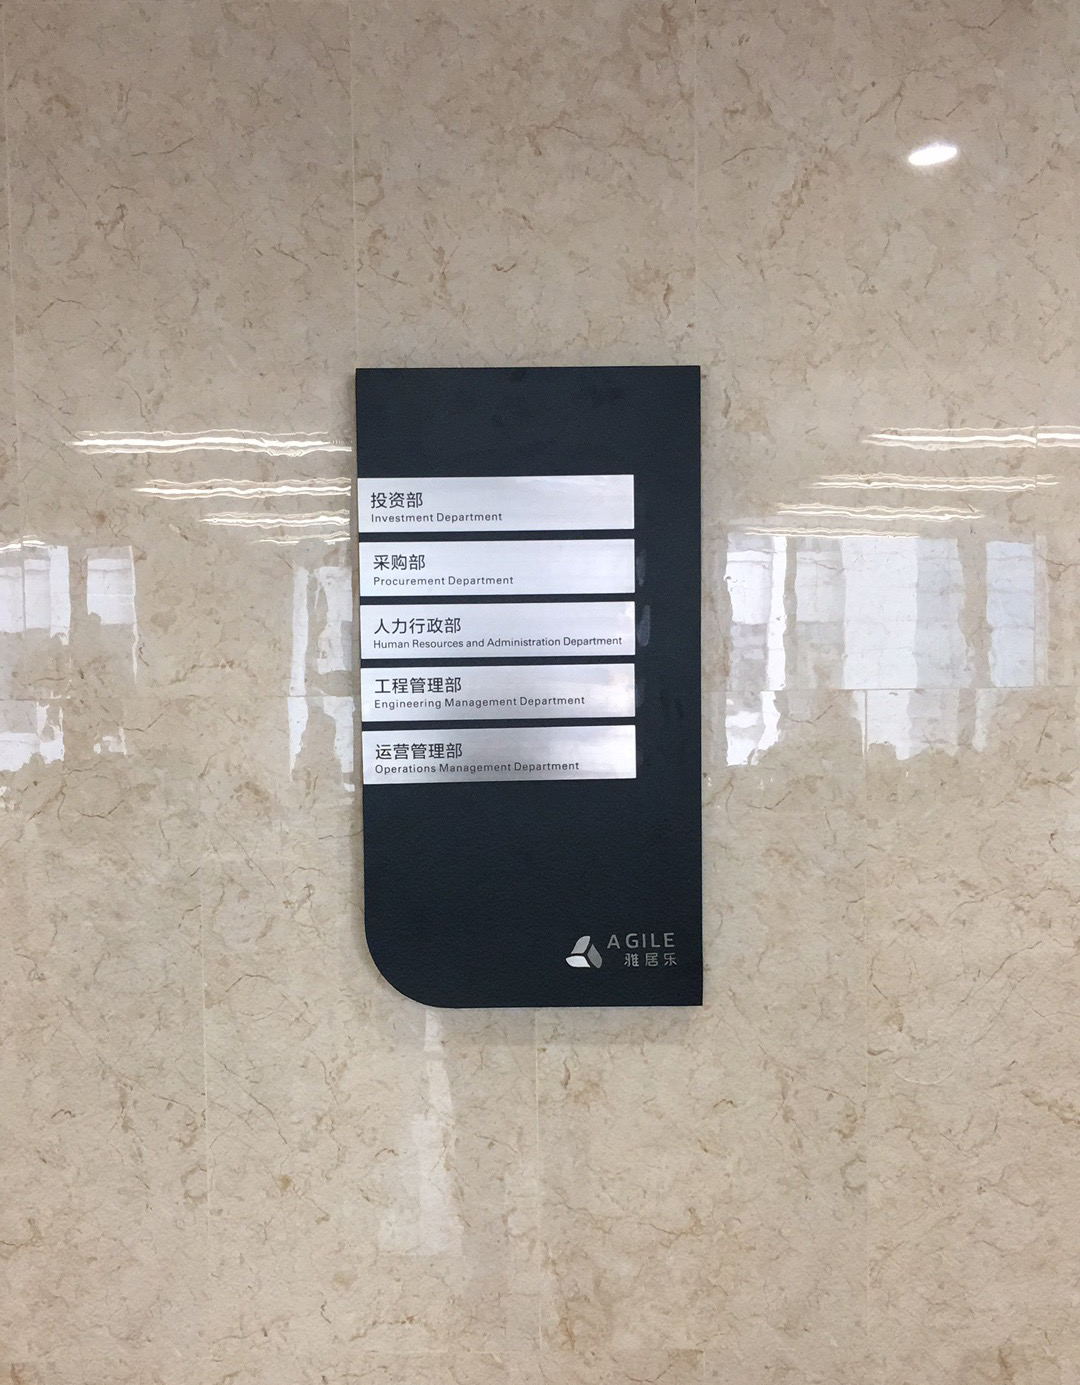 投资部
Investment Department
采购部
Procurement Department
人力行政部
Human Resources and Administration Department
工程管理部
Engineering Management Department
运营管理部
Operations Management Department
AGILE
雅居乐